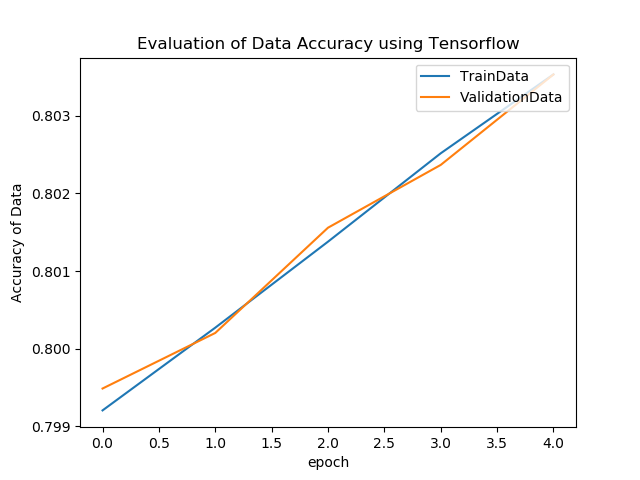 Evaluation of Data Accuracy using Tensorflow
TrainData
ValidationData
0.803
0.802
0.801
0.800
0.799
Accuracy of Data
0.0 0.5 1.0 1.5 2.0 2.5 3.0 3.5 4.0
epoch